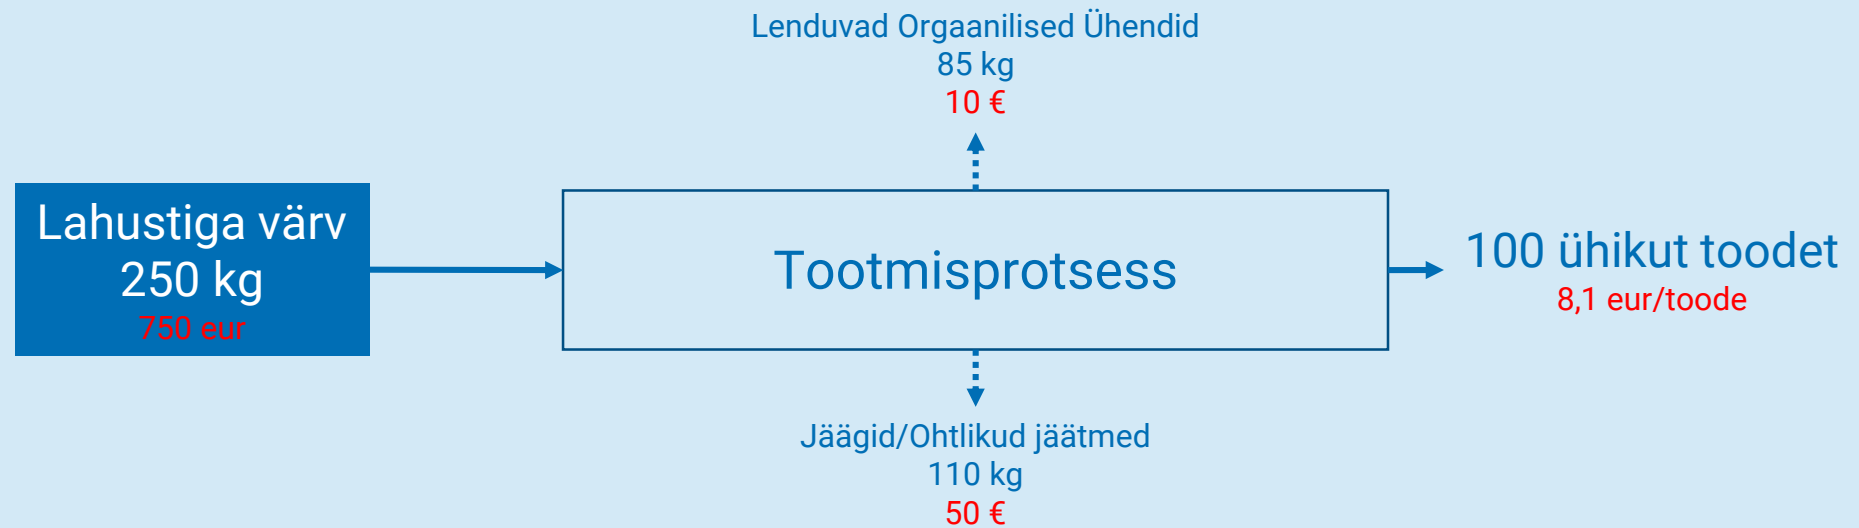 Lenduvad Orgaanilised Ühendid
85 kg
10 €
Lahustiga värv
250 kg
750 eur
Tootmisprotsess
100 ühikut toodet
8,1 eur/toode
Jäägid/Ohtlikud jäätmed
110 kg
50 €